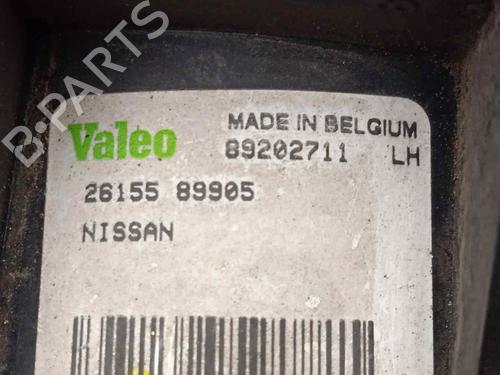 B-PARTS
Valeo
MADE IN BELGIUM
89202711 LH
26155 89905
NISSAN